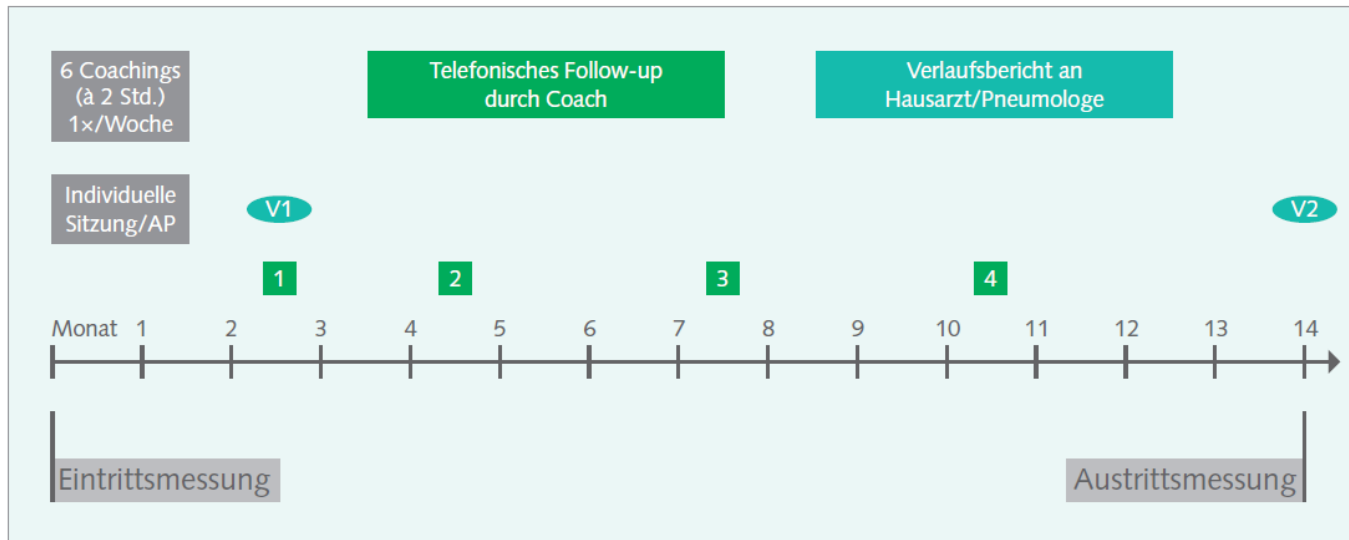 6 Coachings
(à 2 Std.)
1×/Woche
Telefonisches Follow-up
durch Coach
Verlaufsbericht an
Hausarzt/Pneumologe
Individuelle
Sitzung/AP
V1
V2
1
2
3
4
Monat 1 2 3 4 5 6 7 8 9 10 11 12 13 14
Eintrittsmessung
Austrittsmessung